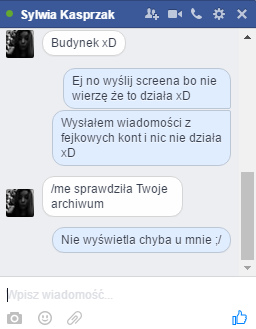 Sylwia Kasprzak
Budynek xD
Ej no wyślij screena bo nie
wierzę że to działa xD
Wysłałem wiadomości z
fejkowych kont i nic nie działa
xD
/me sprawdziła Twoje
archiwum
Nie wyświetla chyba u mnie ;/
Wpisz wiadomość...